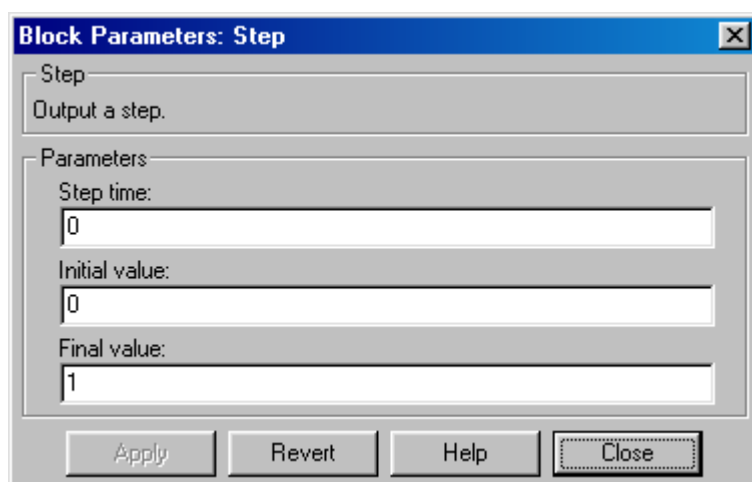 Block Parameters: Step
Step
Output a step.
Parameters
Step time:
0
Initial value:
0
Final value:
1
Apply Revert Help Close